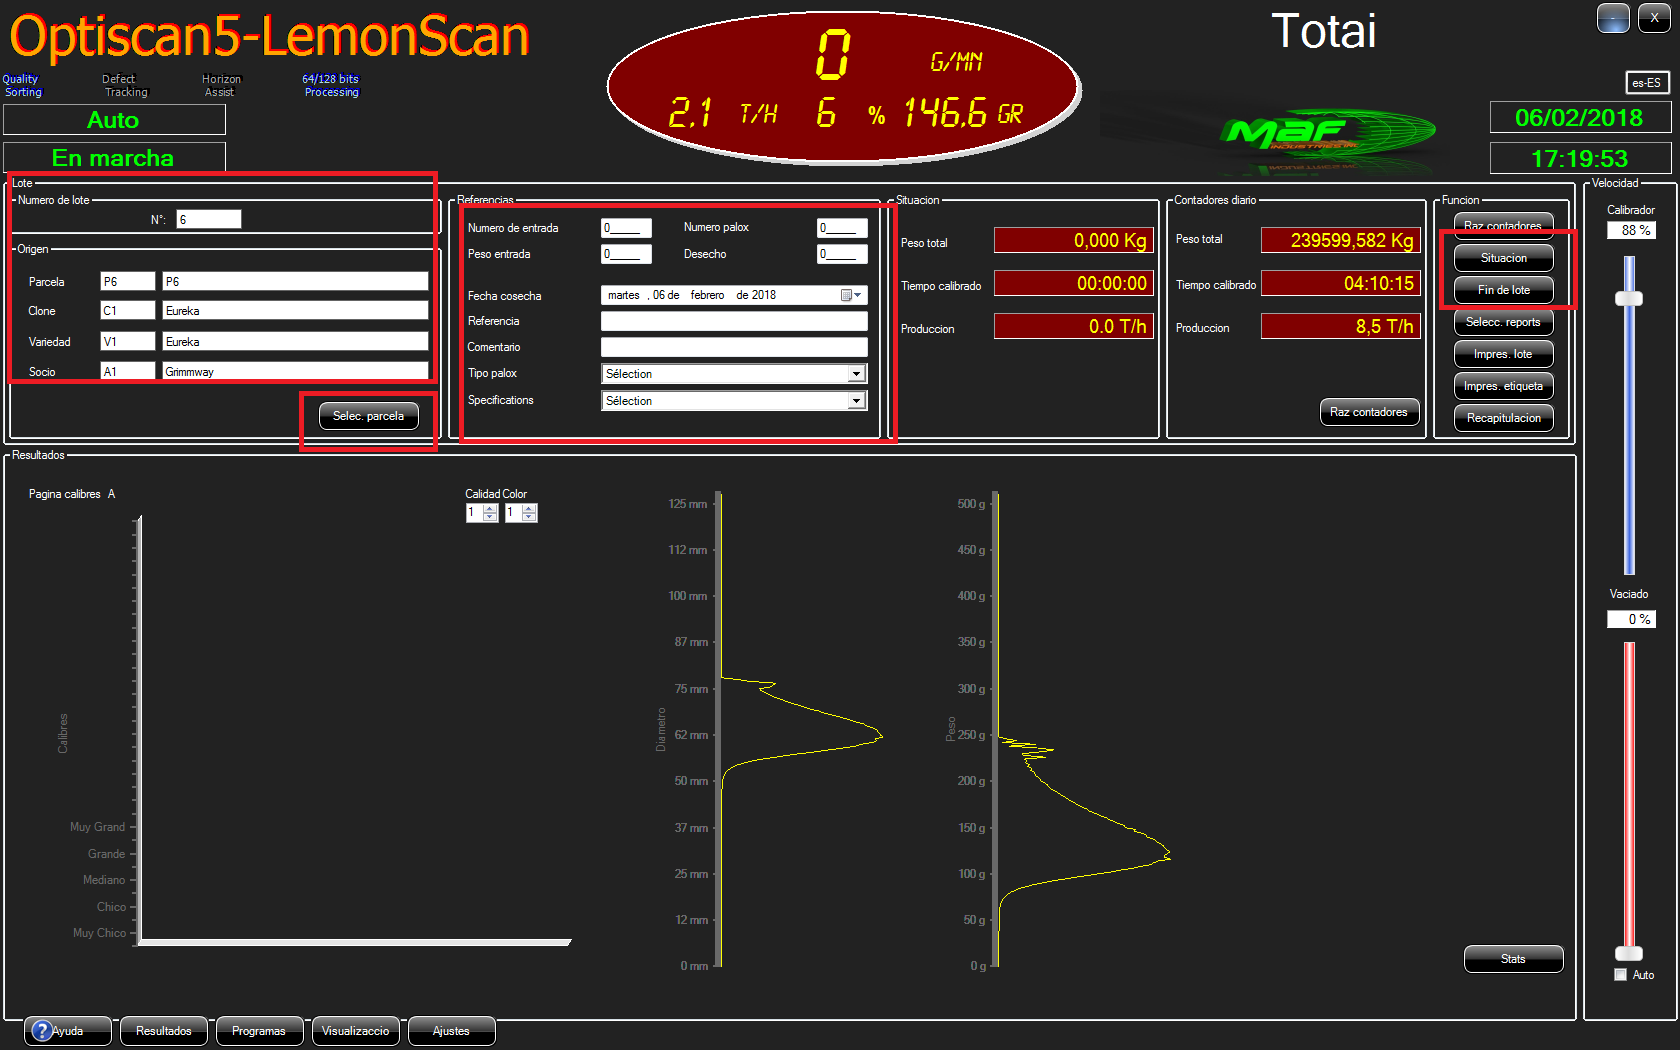 Optiscan5-LemonScan
Quality Sorting
Defect Tracking
Horizon Assist
64/128 bits Processing
Auto
En marcha
0 G/MN
2,1 T/H 6 % 146,6 GR
Totai
MAF
INDUSTRIES INC
-
X
es-ES
06/02/2018
17:19:53
Lote
Numero de lote
N°: 6
Origen
Parcela P6 P6
Clone C1 Eureka
Variedad V1 Eureka
Socio A1 Grimmway
Selec. parcela
Referencias
Numero de entrada 0____ Numero palox 0____
Peso entrada 0____ Desecho 0____
Fecha cosecha martes , 06 de febrero de 2018
Referencia
Comentario
Tipo palox Sélection
Specifications Sélection
Situacion
Peso total 0,000 Kg
Tiempo calibrado 00:00:00
Produccion 0.0 T/h
Contadores diario
Peso total 239599,582 Kg
Tiempo calibrado 04:10:15
Produccion 8,5 T/h
Raz contadores
Funcion
Raz contadores
Situacion
Fin de lote
Selecc. reports
Impres. lote
Impres. etiqueta
Recapitulacion
Velocidad
Calibrador
88 %
Vaciado
0 %
Auto
Resultados
Pagina calibres A
Calidad Color
1 1
Calibres
Muy Grand
Grande
Mediano
Chico
Muy Chico
Diametro
125 mm
112 mm
100 mm
87 mm
75 mm
62 mm
50 mm
37 mm
25 mm
12 mm
0 mm
Peso
500 g
450 g
400 g
350 g
300 g
250 g
200 g
150 g
100 g
50 g
0 g
Stats
? Ayuda
Resultados
Programas
Visualizaccio
Ajustes